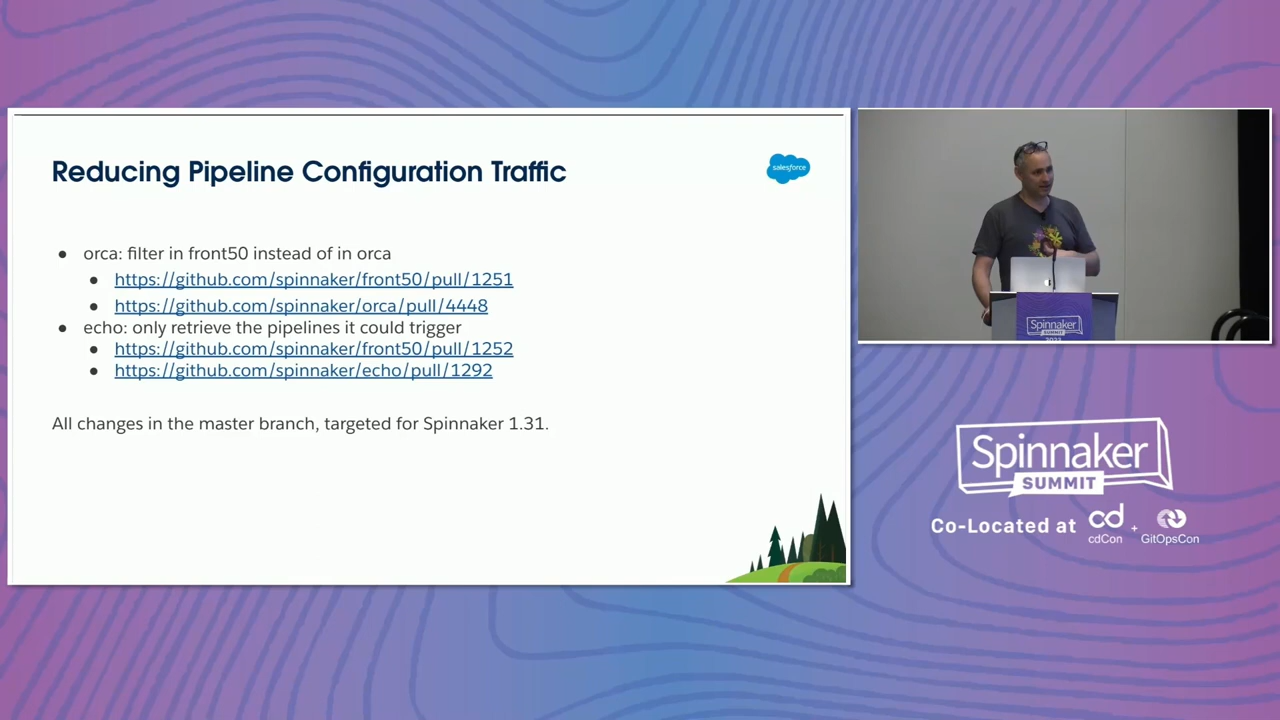 Reducing Pipeline Configuration Traffic
salesforce
● orca: filter in front50 instead of in orca
● https://github.com/spinnaker/front50/pull/1251
● https://github.com/spinnaker/orca/pull/4448
● echo: only retrieve the pipelines it could trigger
● https://github.com/spinnaker/front50/pull/1252
● https://github.com/spinnaker/echo/pull/1292
All changes in the master branch, targeted for Spinnaker 1.31.
Spinnaker
SUMMIT
2023
Spinnaker
SUMMIT
Co-Located at cd + 
cdCon GitOpsCon